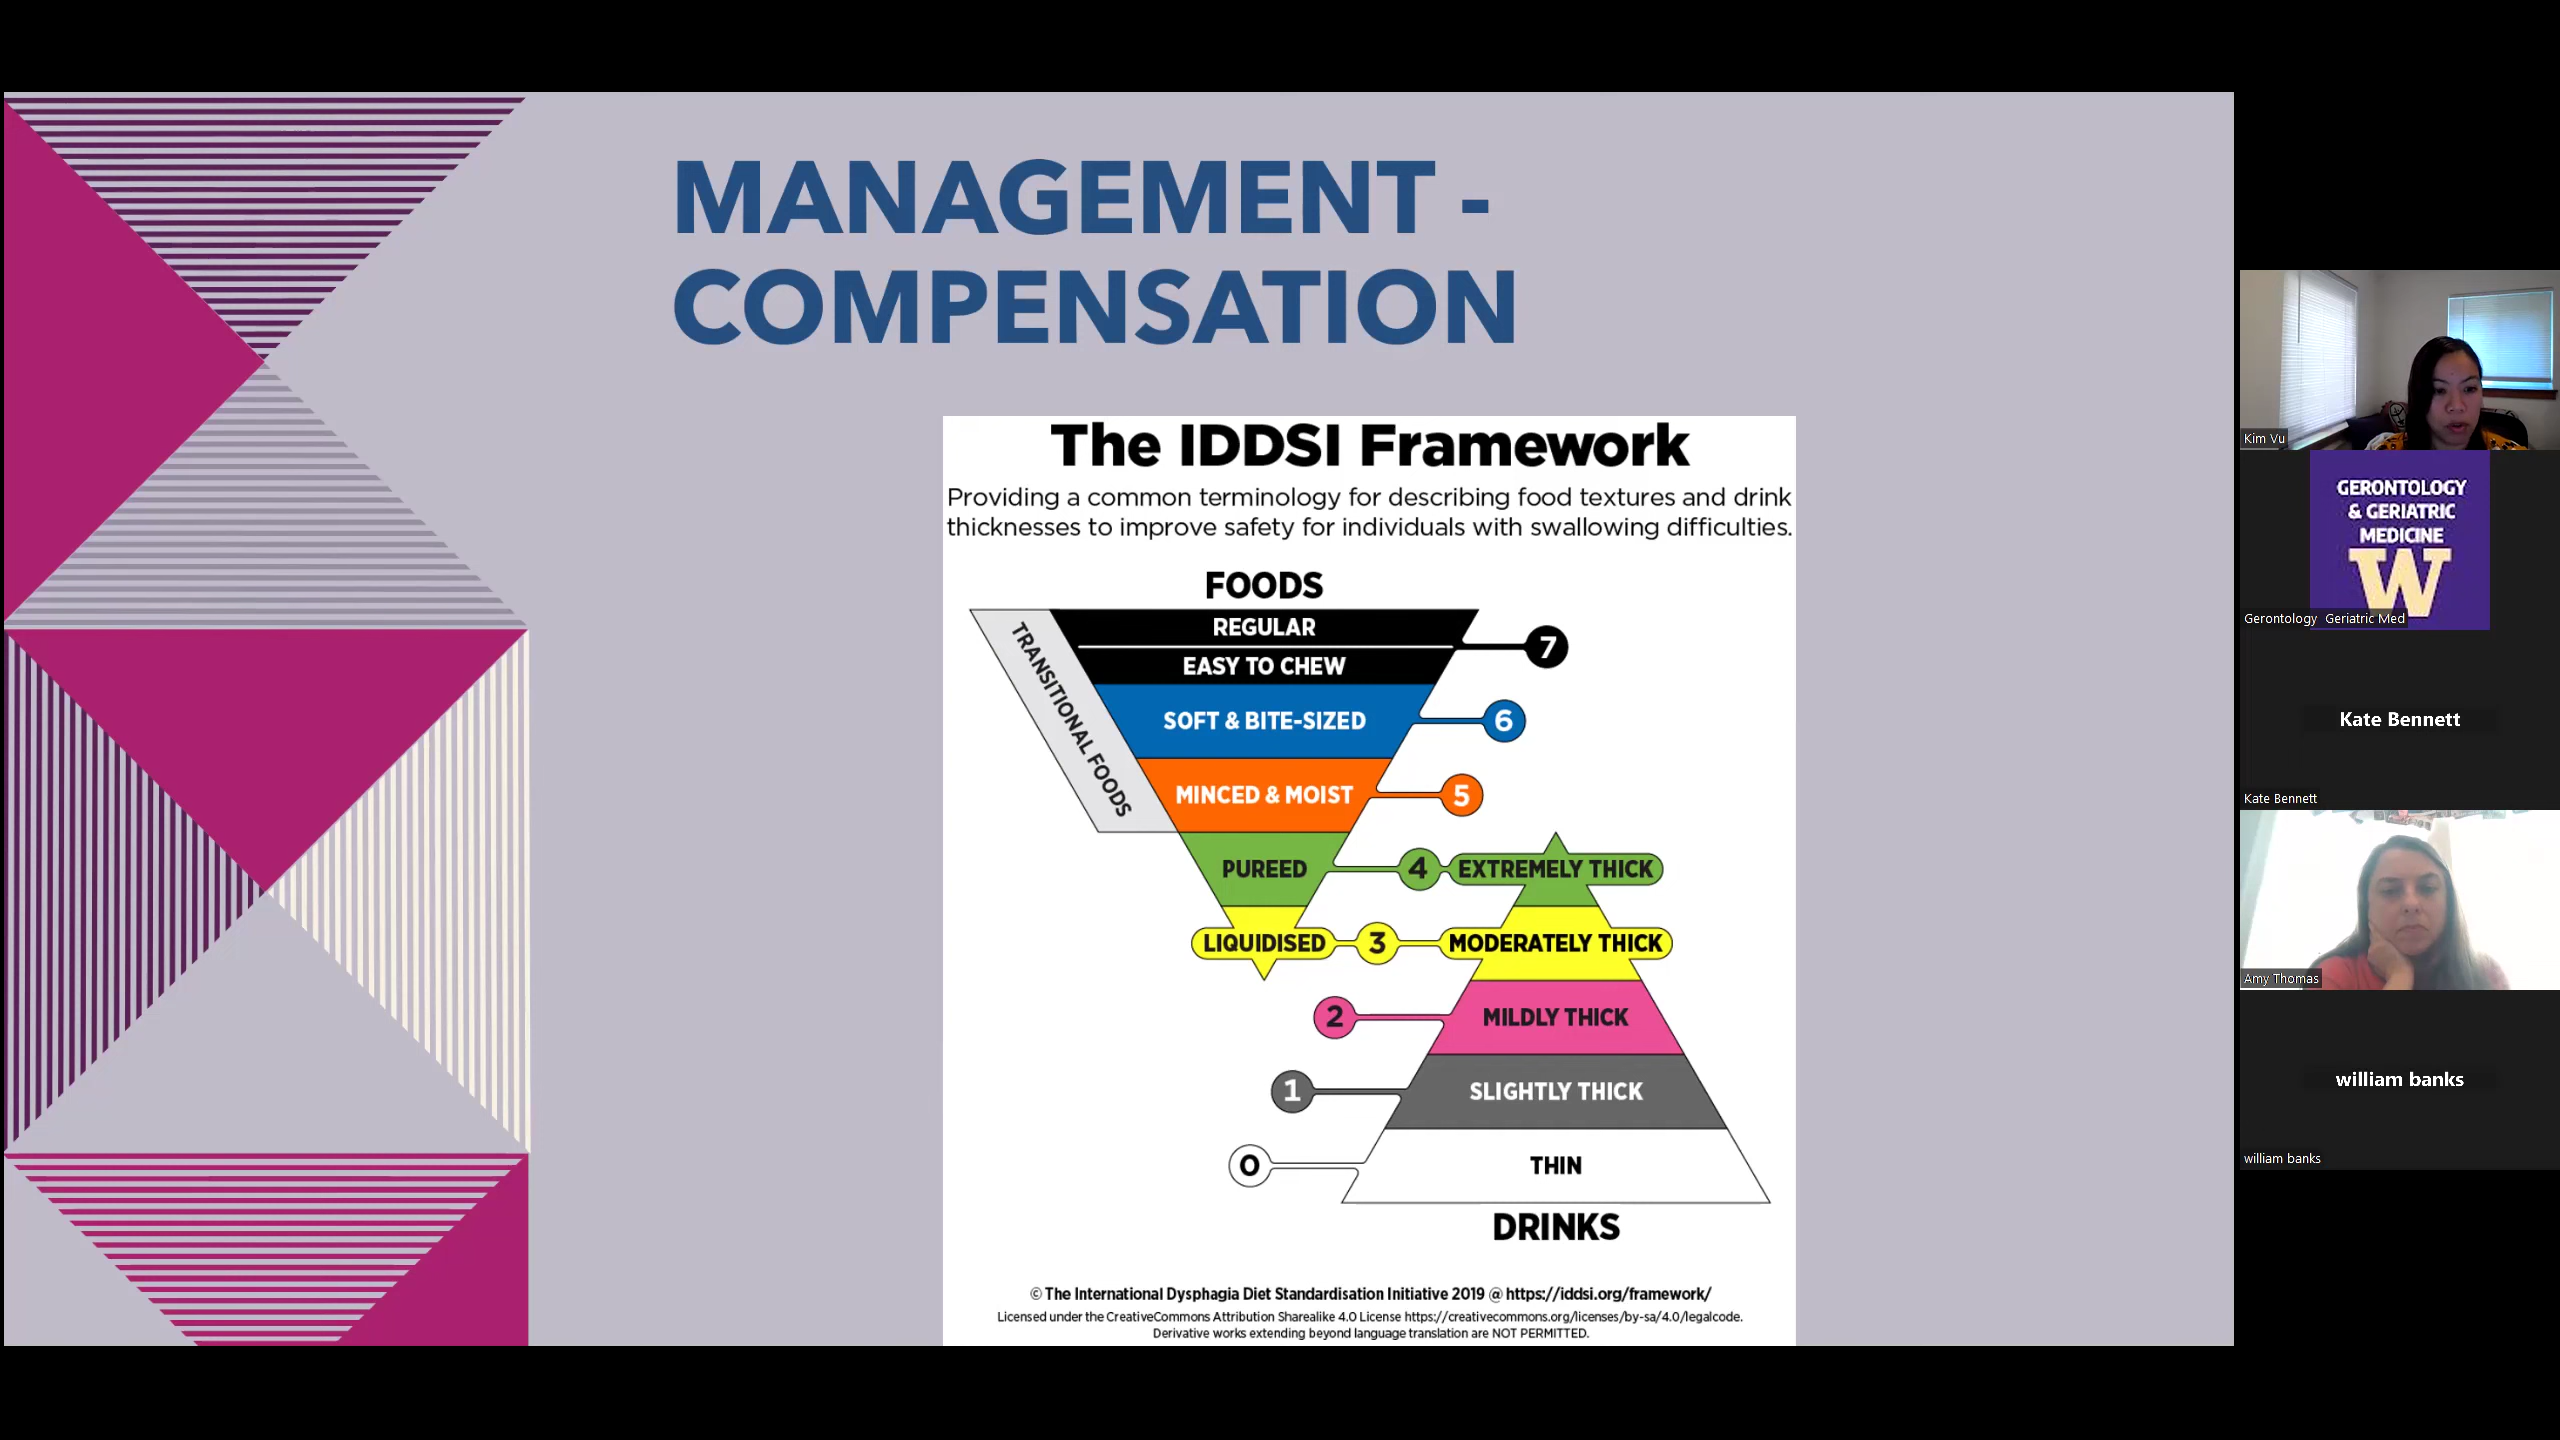 MANAGEMENT -
COMPENSATION
The IDDSI Framework
Providing a common terminology for describing food textures and drink
thicknesses to improve safety for individuals with swallowing difficulties.
FOODS
TRANSITIONAL FOODS
REGULAR
EASY TO CHEW
7
SOFT & BITE-SIZED
6
MINCED & MOIST
5
PUREED
4
EXTREMELY THICK
LIQUIDISED
3
MODERATELY THICK
2
MILDLY THICK
1
SLIGHTLY THICK
0
THIN
DRINKS
© The International Dysphagia Diet Standardisation Initiative 2019 @ https://iddsi.org/framework/
Licensed under the CreativeCommons Attribution Sharealike 4.0 License https://creativecommons.org/licenses/by-sa/4.0/legalcode.
Derivative works extending beyond language translation are NOT PERMITTED.
Kim Vu
GERONTOLOGY
& GERIATRIC
MEDICINE
W
Gerontology Geriatric Med
Kate Bennett
Kate Bennett
Amy Thomas
william banks
william banks